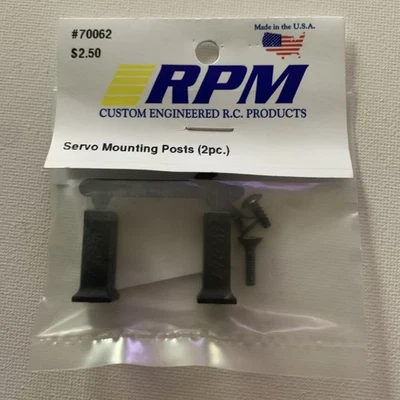 #70062
$2.50
Made in the U.S.A.
RPM
CUSTOM ENGINEERED R.C. PRODUCTS
Servo Mounting Posts (2pc.)